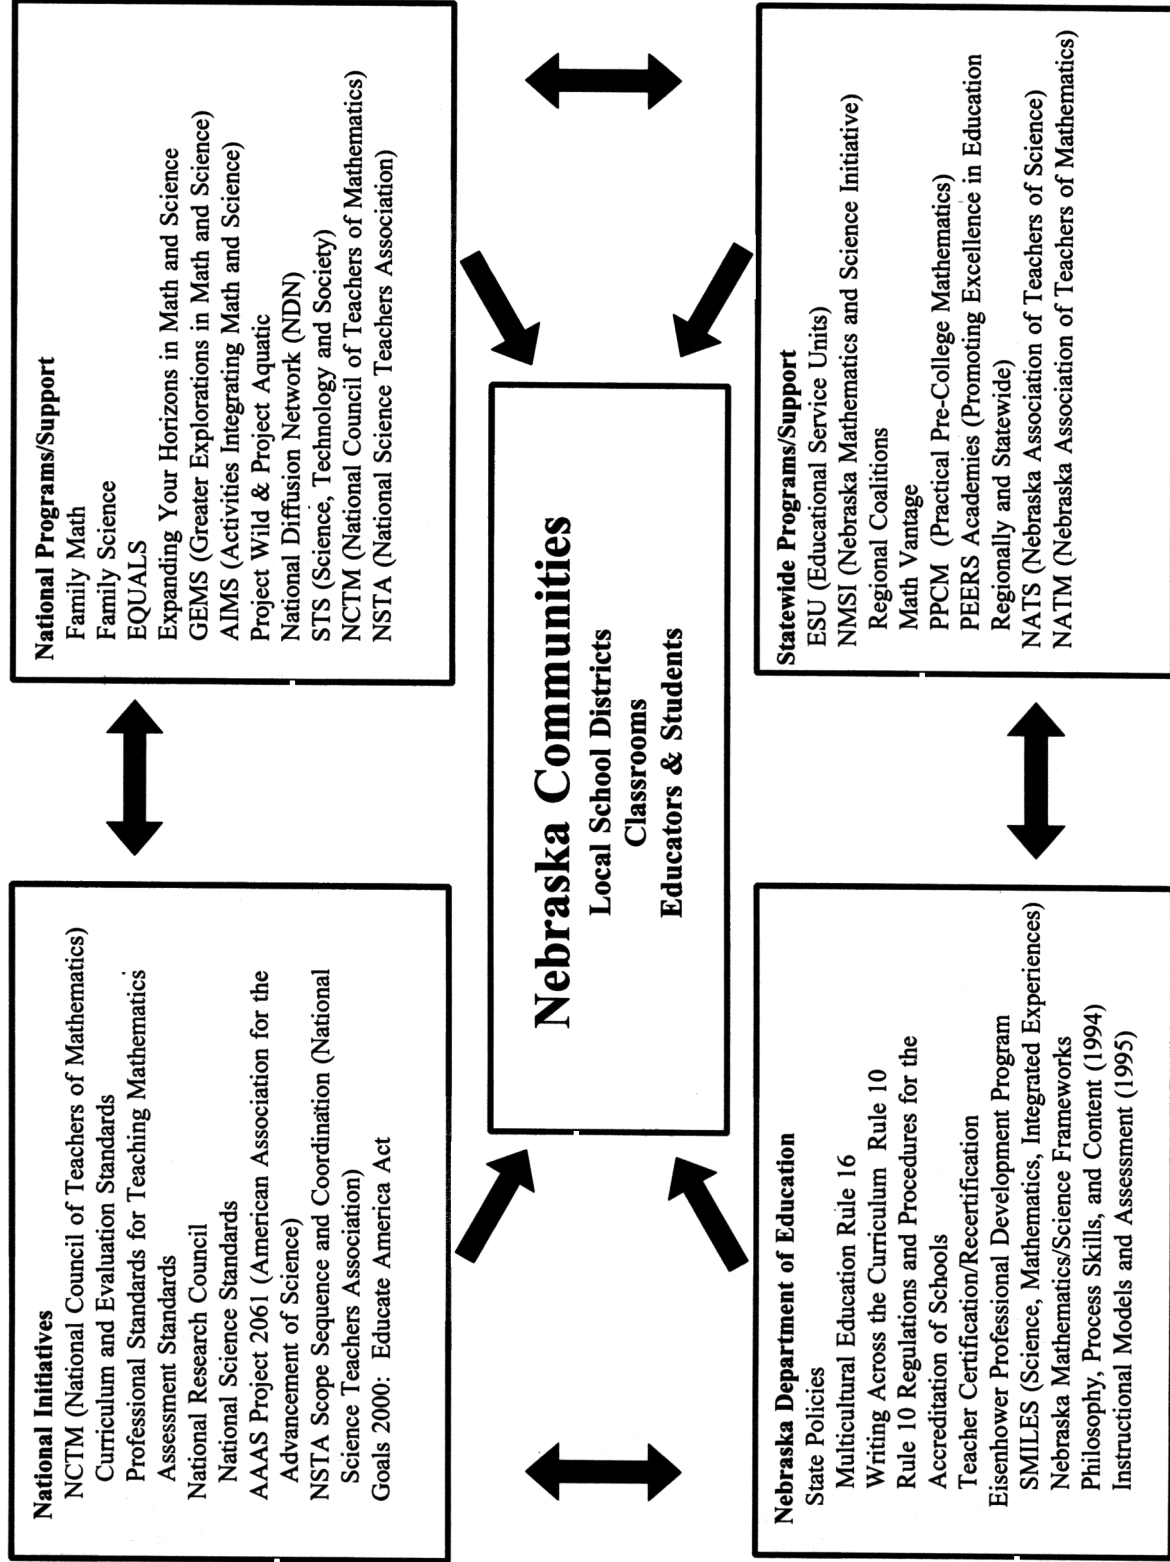 National Initiatives
NCTM (National Council of Teachers of Mathematics)
Curriculum and Evaluation Standards
Professional Standards for Teaching Mathematics
Assessment Standards
National Research Council
National Science Standards
AAAS Project 2061 (American Association for the
Advancement of Science)
NSTA Scope Sequence and Coordination (National
Science Teachers Association)
Goals 2000: Educate America Act
National Programs/Support
Family Math
Family Science
EQUALS
Expanding Your Horizons in Math and Science
GEMS (Greater Explorations in Math and Science)
AIMS (Activities Integrating Math and Science)
Project Wild & Project Aquatic
National Diffusion Network (NDN)
STS (Science, Technology and Society)
NCTM (National Council of Teachers of Mathematics)
NSTA (National Science Teachers Association)
Nebraska Communities
Local School Districts
Classrooms
Educators & Students
Nebraska Department of Education
State Policies
Multicultural Education Rule 16
Writing Across the Curriculum Rule 10
Rule 10 Regulations and Procedures for the
Accreditation of Schools
Teacher Certification/Recertification
Eisenhower Professional Development Program
SMILES (Science, Mathematics, Integrated Experiences)
Nebraska Mathematics/Science Frameworks
Philosophy, Process Skills, and Content (1994)
Instructional Models and Assessment (1995)
Statewide Programs/Support
ESU (Educational Service Units)
NMSI (Nebraska Mathematics and Science Initiative)
Regional Coalitions
Math Vantage
PPCM (Practical Pre-College Mathematics)
PEERS Academies (Promoting Excellence in Education
Regionally and Statewide)
NATS (Nebraska Association of Teachers of Science)
NATM (Nebraska Association of Teachers of Mathematics)